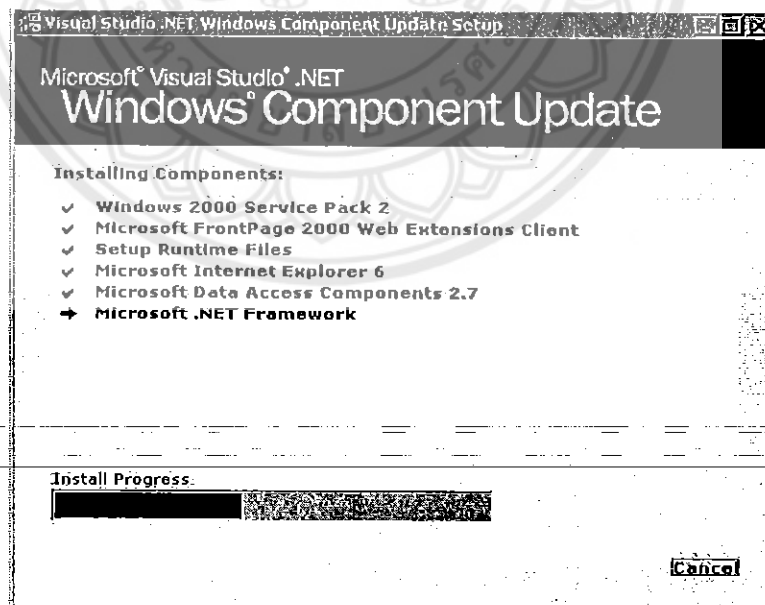 Visual Studio .NET Windows Component Update Setup
Microsoft® Visual Studio® .NET
Windows® Component Update
Installing Components:
Windows 2000 Service Pack 2
Microsoft FrontPage 2000 Web Extensions Client
Setup Runtime Files
Microsoft Internet Explorer 6
Microsoft Data Access Components 2.7
Microsoft .NET Framework
Install Progress:
Cancel